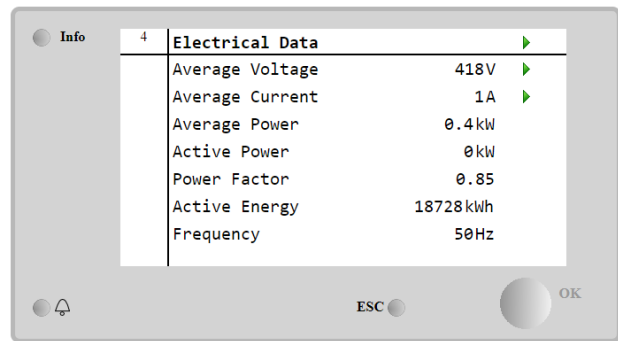 Info
4 Electrical Data
Average Voltage 418V
Average Current 1A
Average Power 0.4kW
Active Power 0kW
Power Factor 0.85
Active Energy 18728kWh
Frequency 50Hz
ESC
OK